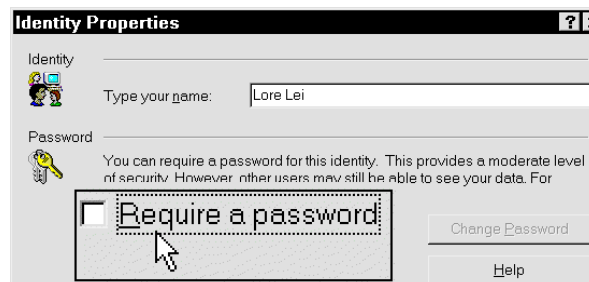 Identity Properties
Identity
Type your name: Lore Lei
Password
You can require a password for this identity. This provides a moderate level
of security. However, other users may still be able to see your data. For
Require a password
Change Password
Help